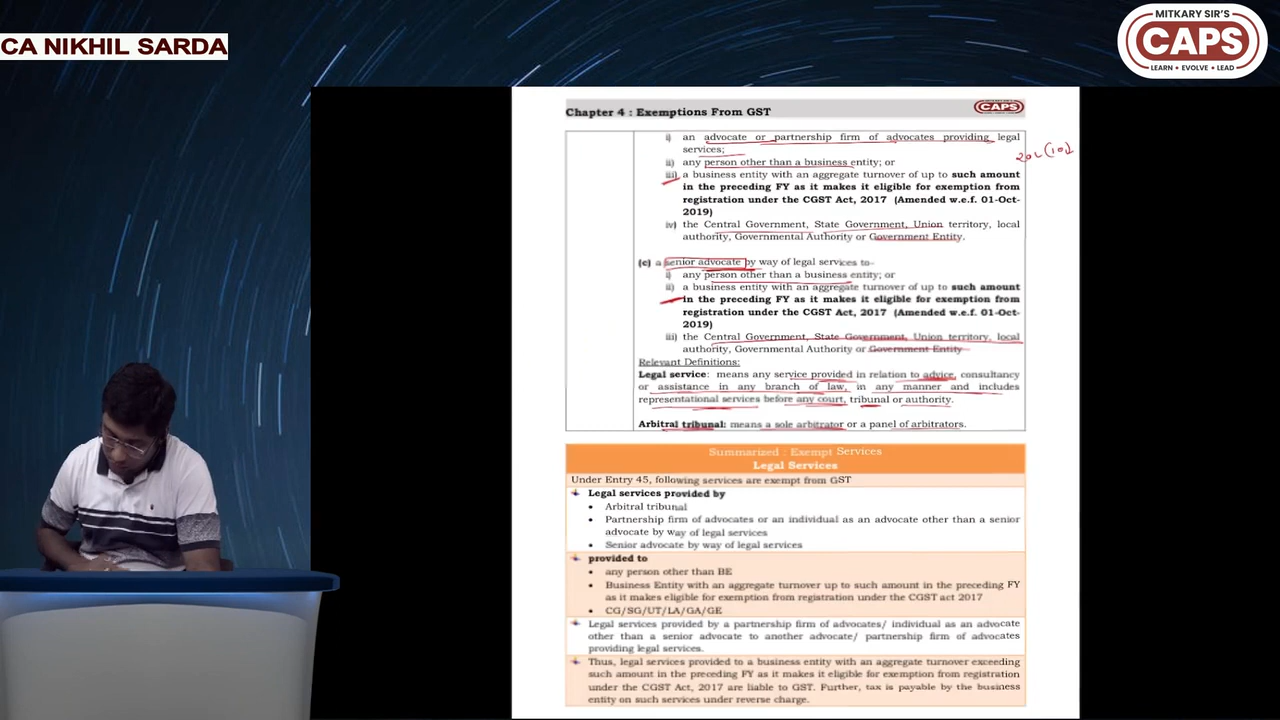 CA NIKHIL SARDA
MITKARY SIR'S
CAPS
LEARN • EVOLVE • LEAD
Chapter 4 : Exemptions From GST
CAPS
i) an advocate or partnership firm of advocates providing legal
services;
ii) any person other than a business entity; or
20L (10)
iii) a business entity with an aggregate turnover of up to such amount
in the preceding FY as it makes it eligible for exemption from
registration under the CGST Act, 2017 (Amended w.e.f. 01-Oct-
2019)
iv) the Central Government, State Government, Union territory, local
authority, Governmental Authority or Government Entity.
(c) a senior advocate by way of legal services to-
i) any person other than a business entity; or
ii) a business entity with an aggregate turnover of up to such amount
in the preceding FY as it makes it eligible for exemption from
registration under the CGST Act, 2017 (Amended w.e.f. 01-Oct-
2019)
iii) the Central Government, State Government, Union territory, local
authority, Governmental Authority or Government Entity
Relevant Definitions:
Legal service: means any service provided in relation to advice, consultancy
or assistance in any branch of law, in any manner and includes
representational services before any court, tribunal or authority.
Arbitral tribunal: means a sole arbitrator or a panel of arbitrators.
Summarized : Exempt Services
Legal Services
Under Entry 45, following services are exempt from GST
Legal services provided by
• Arbitral tribunal
• Partnership firm of advocates or an individual as an advocate other than a senior
advocate by way of legal services
• Senior advocate by way of legal services
provided to
• any person other than BE
• Business Entity with an aggregate turnover up to such amount in the preceding FY
as it makes eligible for exemption from registration under the CGST act 2017
• CG/SG/UT/LA/GA/GE
Legal services provided by a partnership firm of advocates/ individual as an advocate
other than a senior advocate to another advocate/ partnership firm of advocates
providing legal services.
Thus, legal services provided to a business entity with an aggregate turnover exceeding
such amount in the preceding FY as it makes it eligible for exemption from registration
under the CGST Act, 2017 are liable to GST. Further, tax is payable by the business
entity on such services under reverse charge.